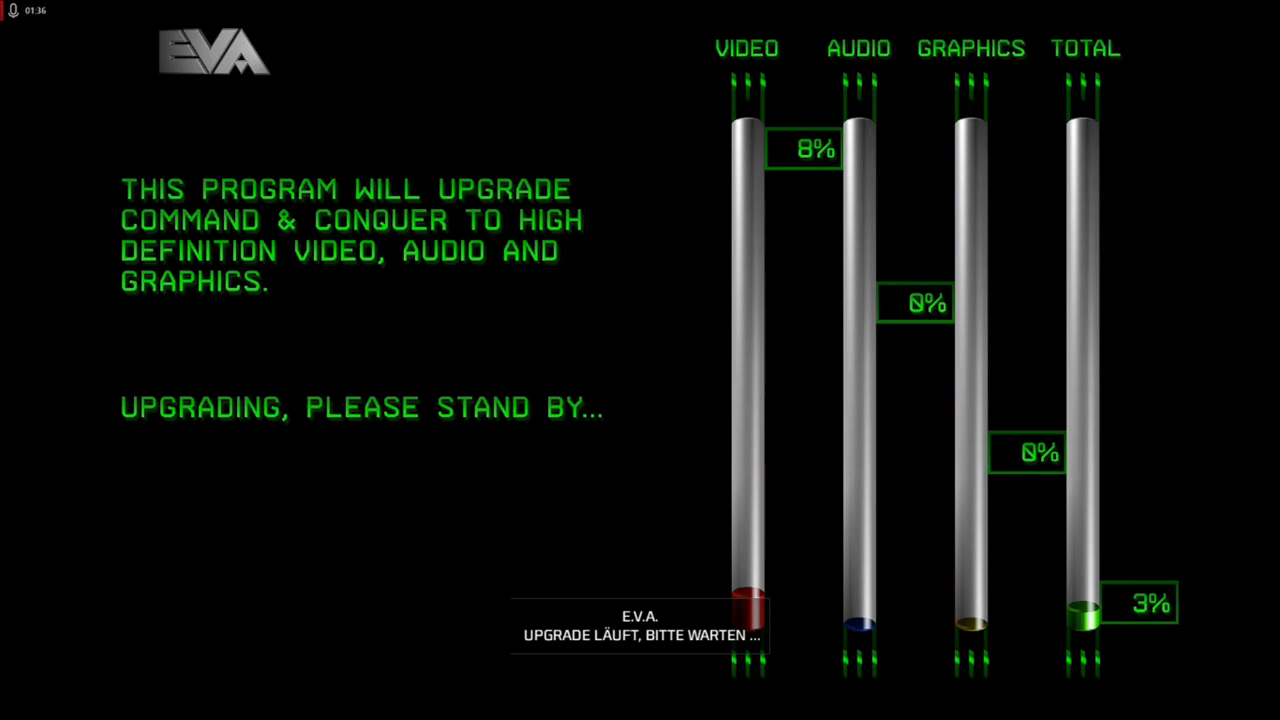 01:36
EVA
VIDEO AUDIO GRAPHICS TOTAL
8%
THIS PROGRAM WILL UPGRADE
COMMAND & CONQUER TO HIGH
DEFINITION VIDEO, AUDIO AND
GRAPHICS.
0%
UPGRADING, PLEASE STAND BY...
0%
3%
E.V.A.
UPGRADE LÄUFT, BITTE WARTEN ...